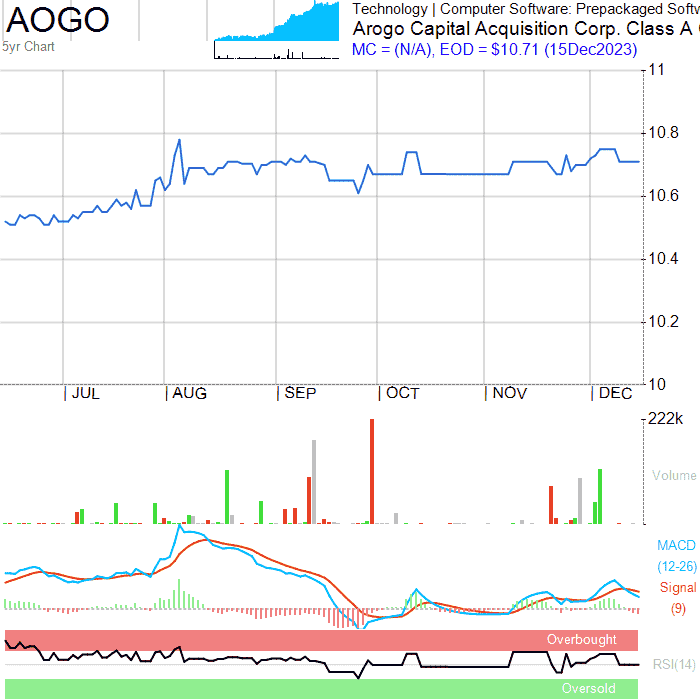 AOGO
5yr Chart
Technology | Computer Software: Prepackaged Softw
Arogo Capital Acquisition Corp. Class A
MC = (N/A), EOD = $10.71 (15Dec2023)
11
10.8
10.6
10.4
10.2
10
| JUL | AUG | SEP | OCT | NOV | DEC
222k
Volume
MACD
(12-26)
Signal
(9)
Overbought
RSI(14)
Oversold